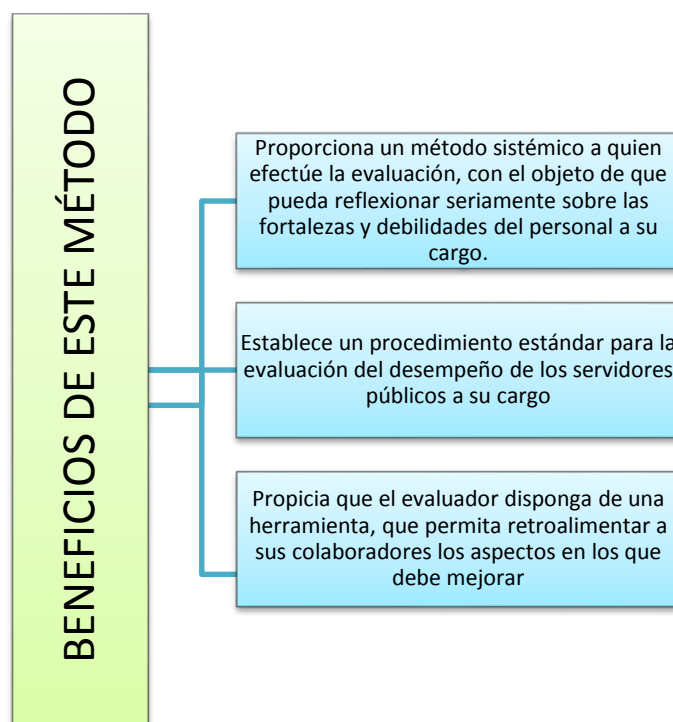 BENEFICIOS DE ESTE MÉTODO
Proporciona un método sistémico a quien
efectúe la evaluación, con el objeto de que
pueda reflexionar seriamente sobre las
fortalezas y debilidades del personal a su
cargo.
Establece un procedimiento estándar para la
evaluación del desempeño de los servidores
públicos a su cargo
Propicia que el evaluador disponga de una
herramienta, que permita retroalimentar a
sus colaboradores los aspectos en los que
debe mejorar